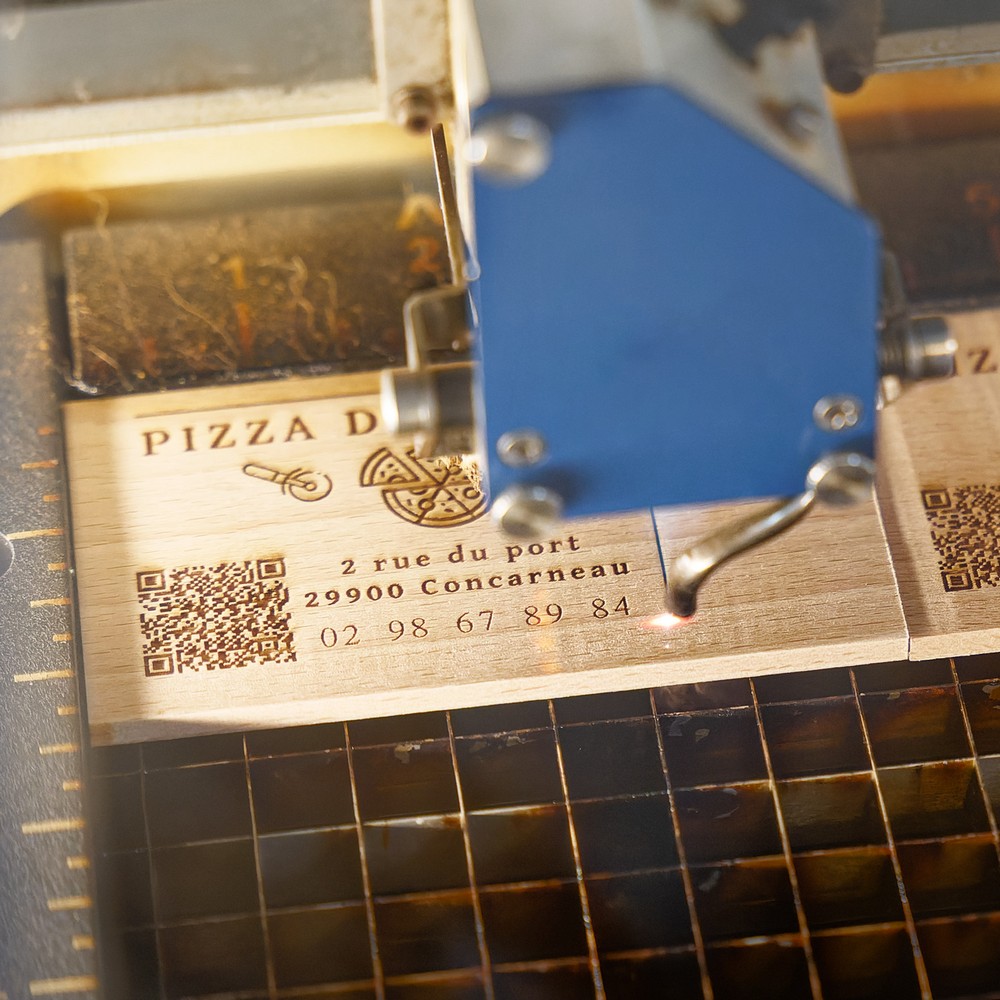 PIZZA D
2 rue du port
29900 Concarneau
02 98 67 89 84